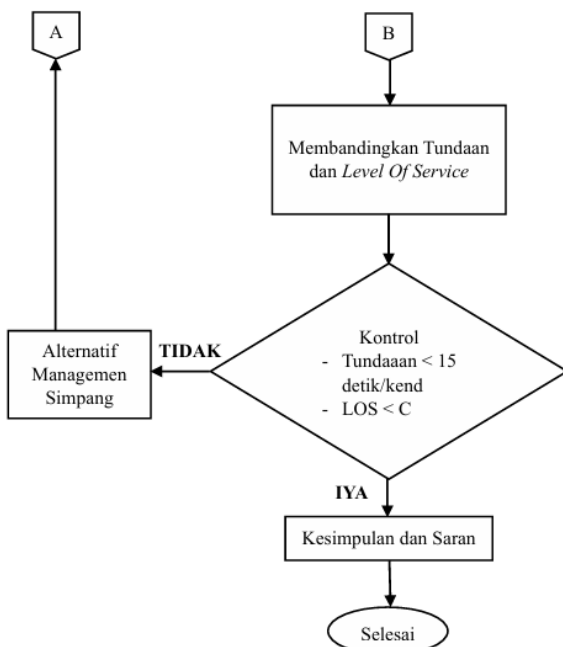 A
B
Membandingkan Tundaan
dan Level Of Service
Kontrol
- Tundaaan < 15
detik/kend
- LOS < C
TIDAK
Alternatif
Managemen
Simpang
IYA
Kesimpulan dan Saran
Selesai